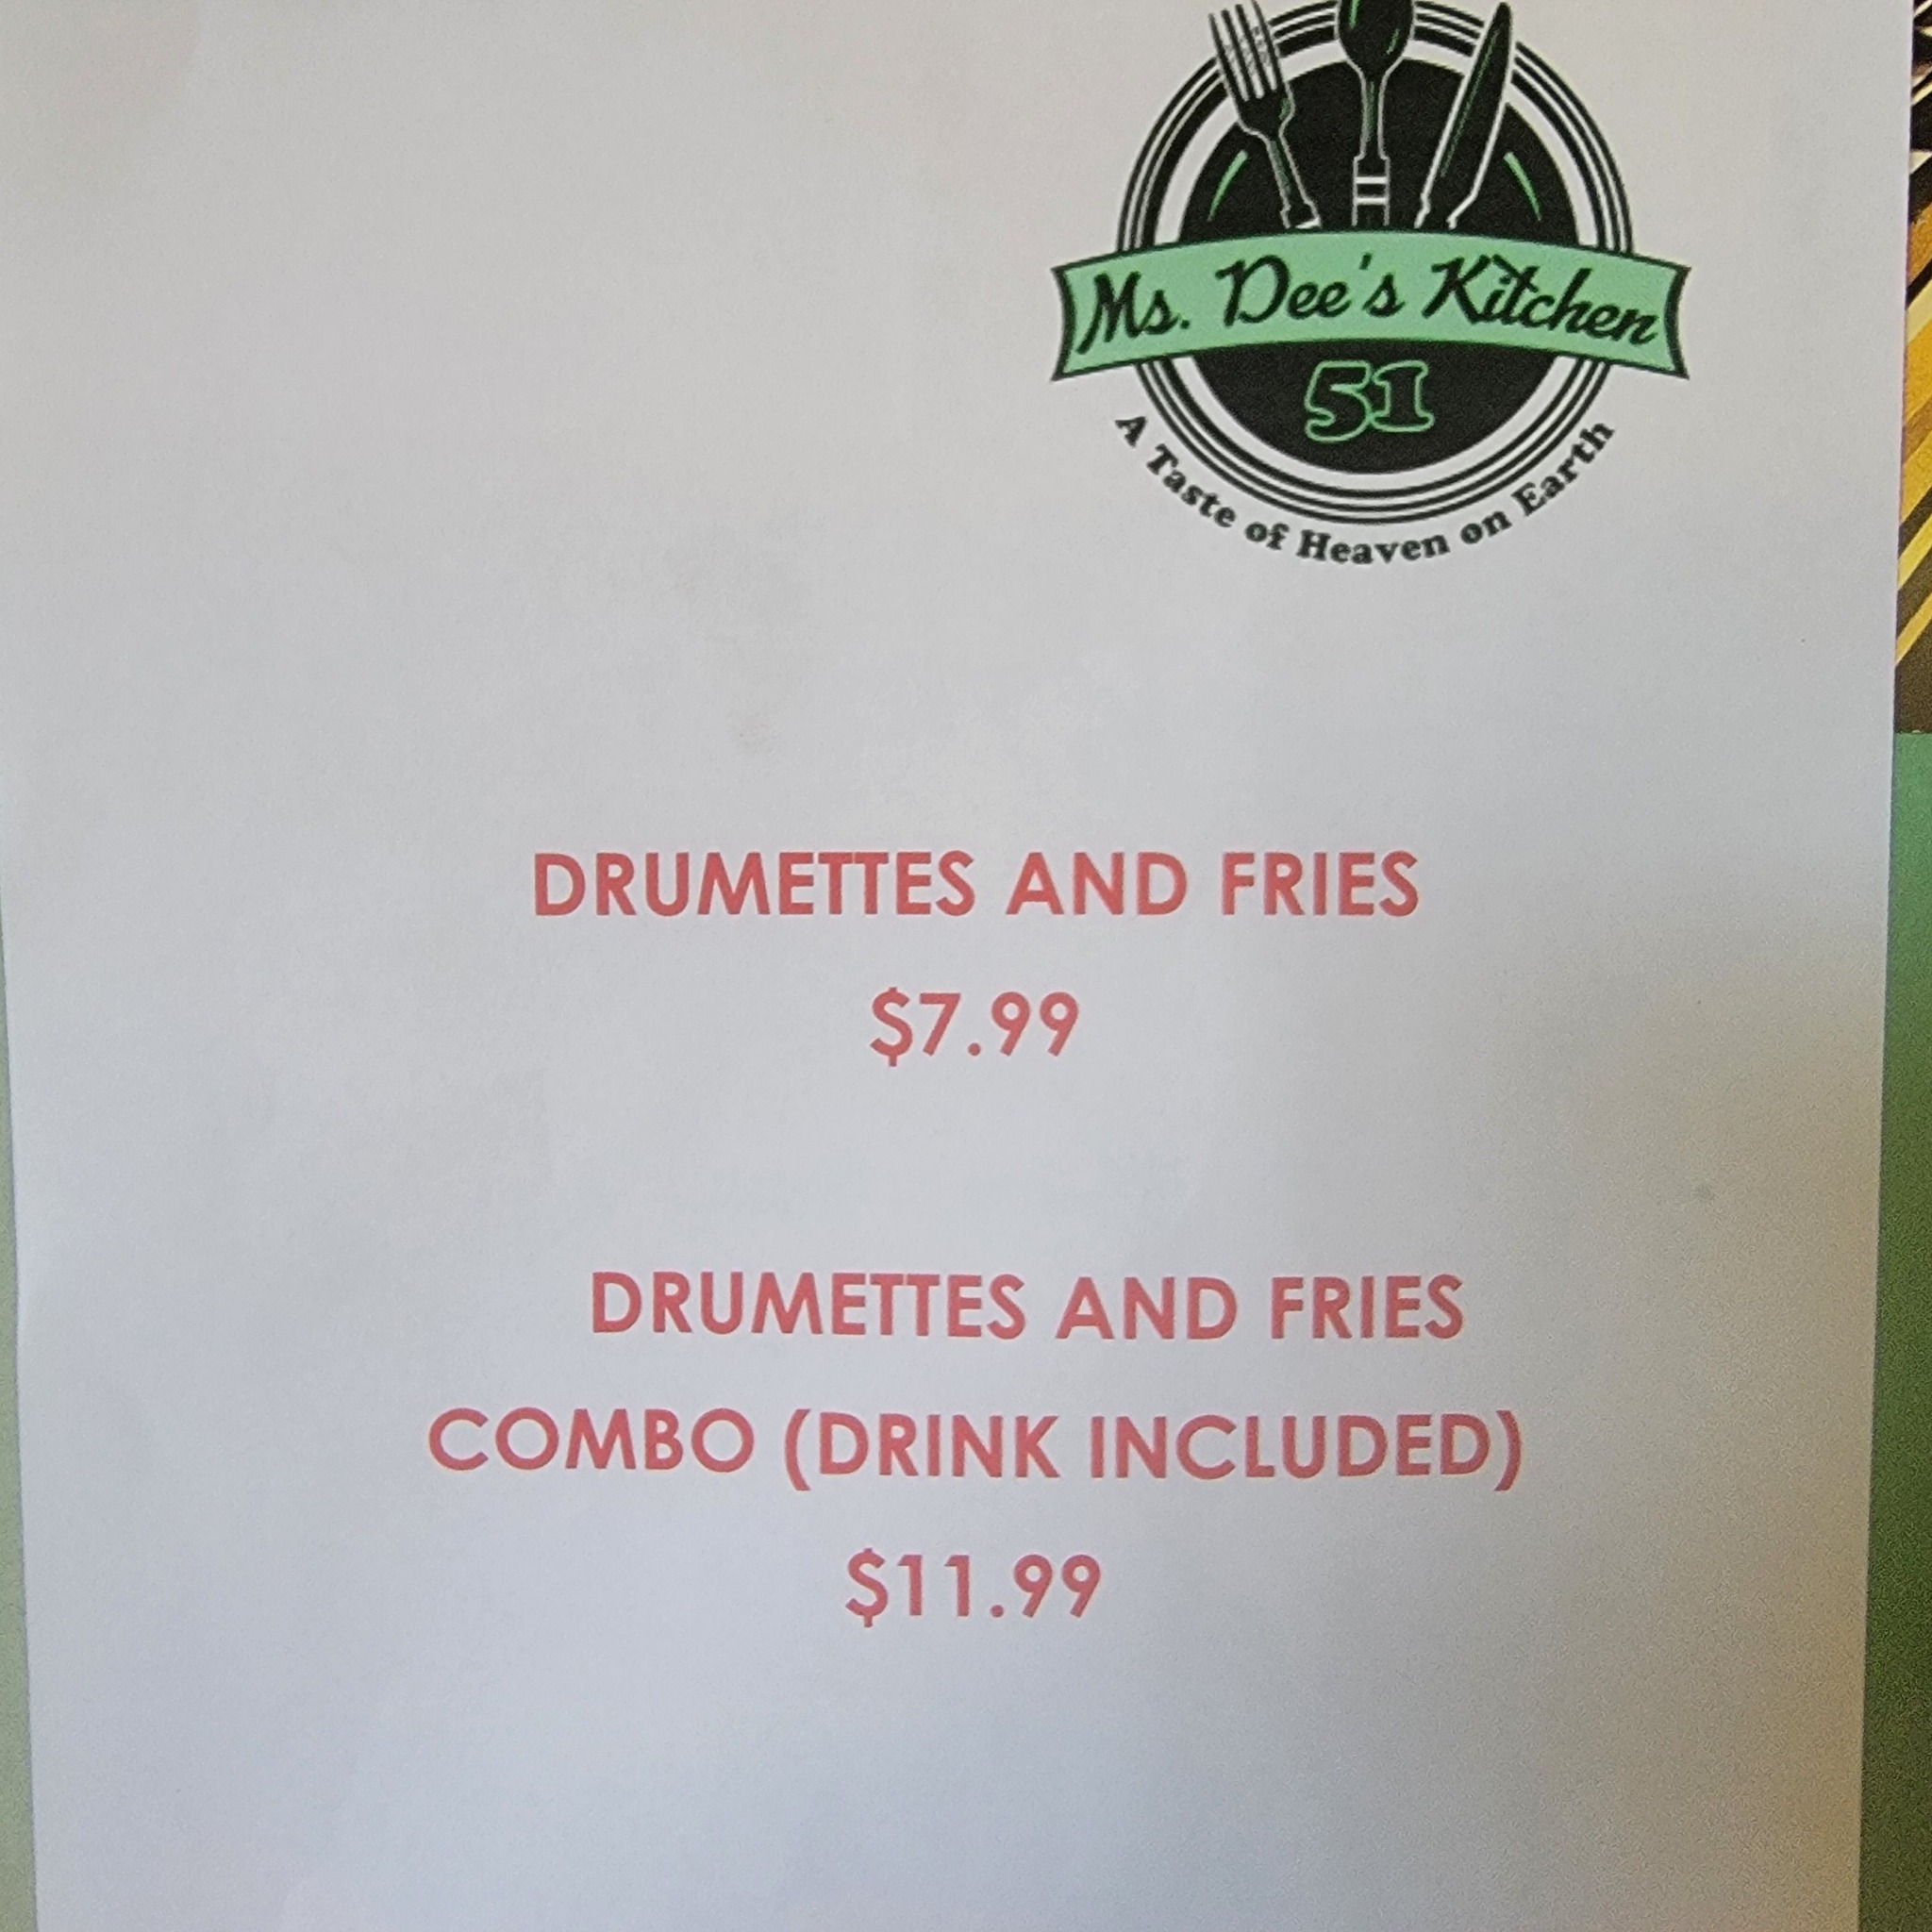 Ms. Dee's Kitchen
51
A Taste of Heaven on Earth
DRUMETTES AND FRIES
$7.99
DRUMETTES AND FRIES
COMBO (DRINK INCLUDED)
$11.99